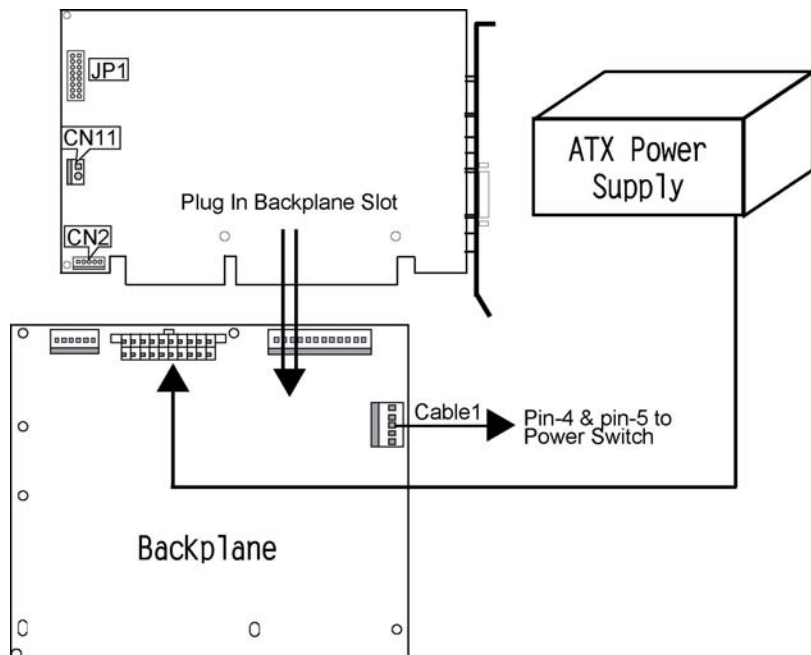 JP1
CN11
ATX Power
Supply
Plug In Backplane Slot
CN2
Cable1
Pin-4 & pin-5 to
Power Switch
Backplane